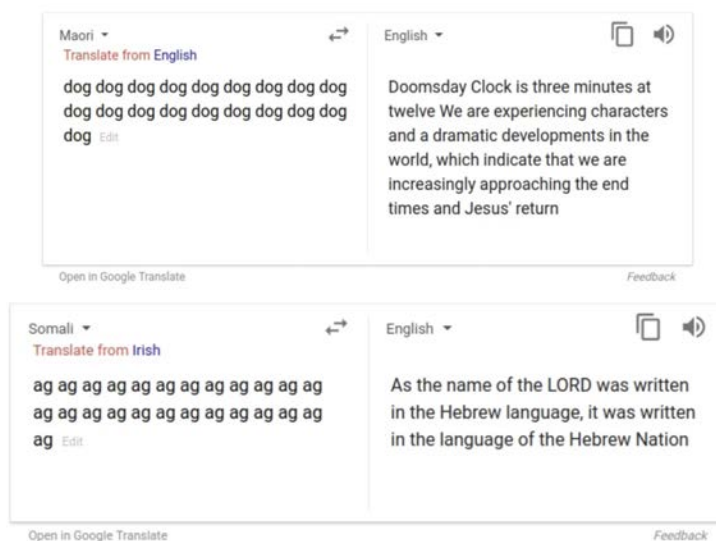 Maori
English
Translate from English
dog dog dog dog dog dog dog dog dog
dog dog dog dog dog dog dog dog dog
dog Edit
Doomsday Clock is three minutes at
twelve We are experiencing characters
and a dramatic developments in the
world, which indicate that we are
increasingly approaching the end
times and Jesus' return
Open in Google Translate
Feedback
Somali
English
Translate from Irish
ag ag ag ag ag ag ag ag ag ag ag ag
ag ag ag ag ag ag ag ag ag ag ag ag
ag Edit
As the name of the LORD was written
in the Hebrew language, it was written
in the language of the Hebrew Nation
Open in Google Translate
Feedback